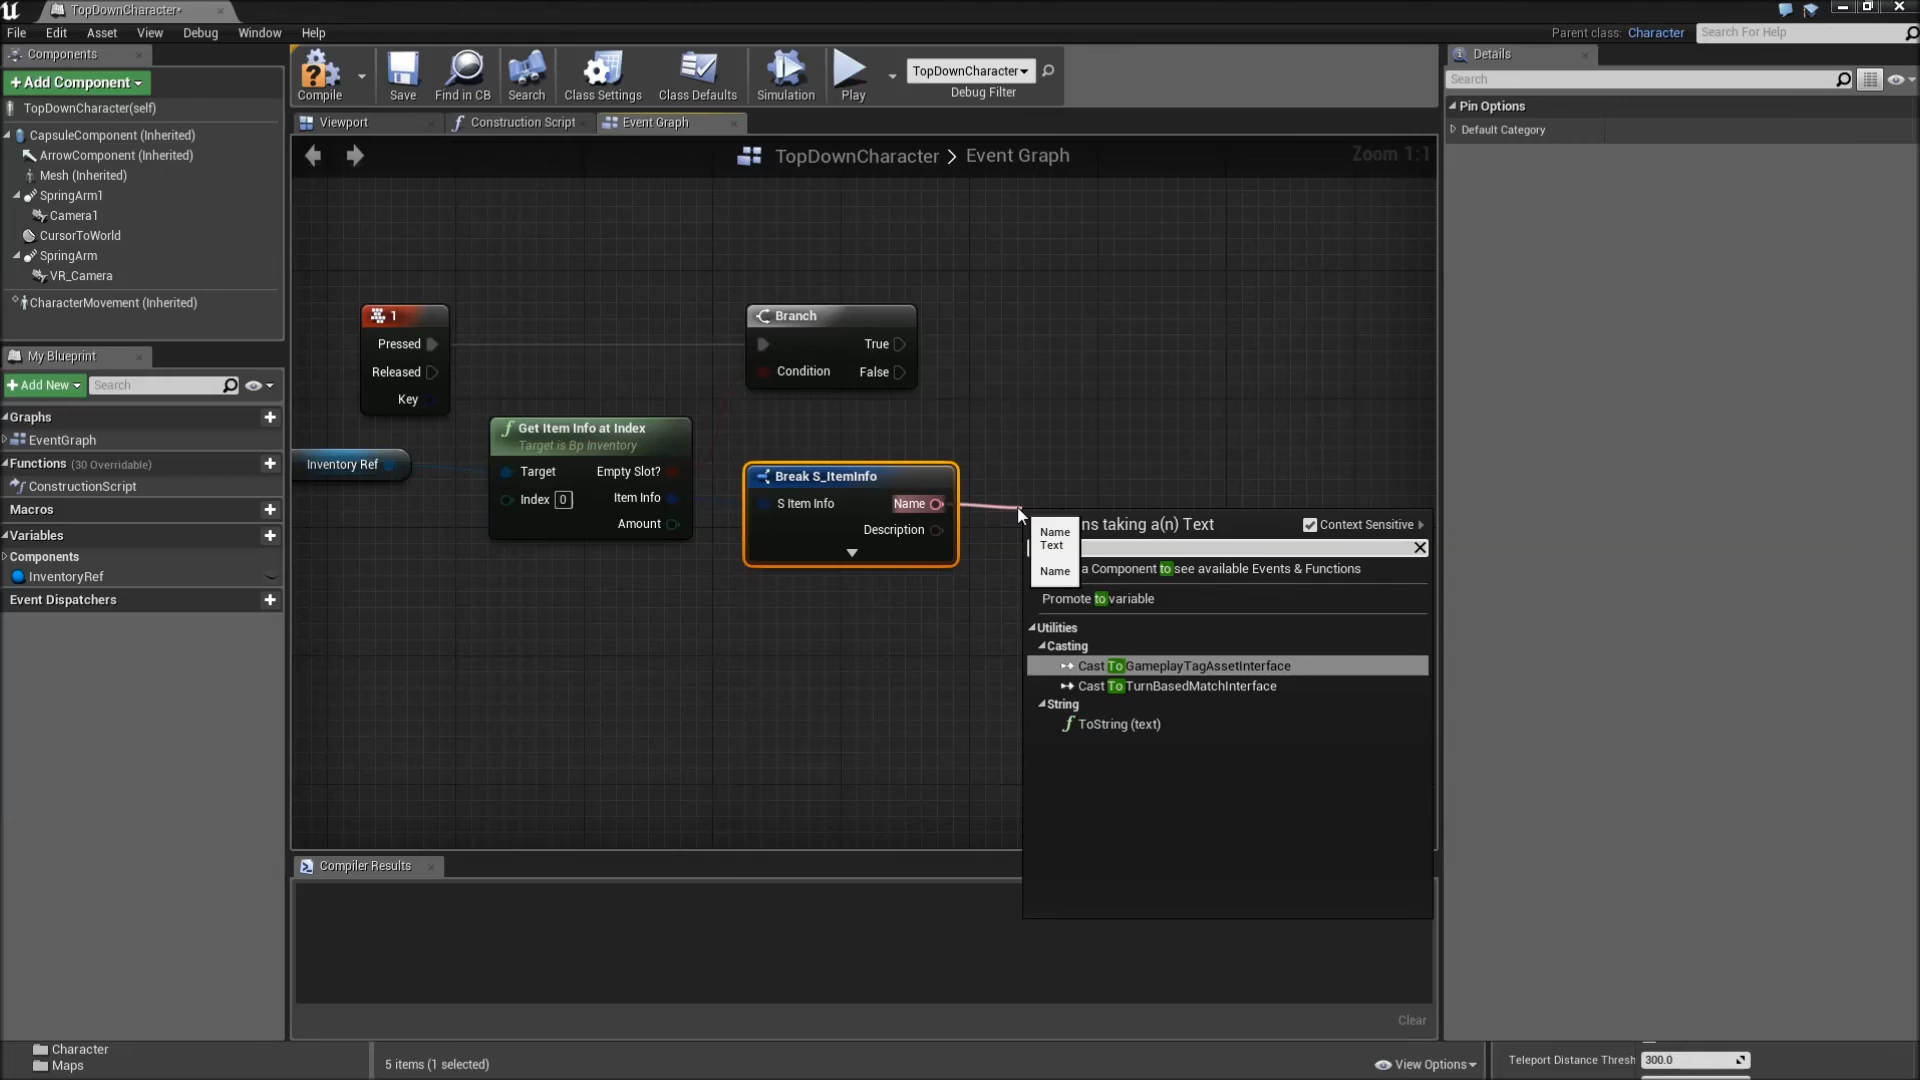 TopDownCharacter•
File Edit Asset View Debug Window Help
Parent class: Character
Search For Help
Components
+Add Component
TopDownCharacter(self)
CapsuleComponent (Inherited)
ArrowComponent (Inherited)
Mesh (Inherited)
SpringArm1
Camera1
CursorToWorld
SpringArm
VR_Camera
CharacterMovement (Inherited)
My Blueprint
+Add New
Search
Graphs
EventGraph
Functions (30 Overridable)
ConstructionScript
Macros
Variables
Components
InventoryRef
Event Dispatchers
Character
Maps
Compile
Save
Find in CB
Search
Class Settings
Class Defaults
Simulation
Play
TopDownCharacter
Debug Filter
Viewport
Construction Script
Event Graph
TopDownCharacter > Event Graph
Zoom 1:1
1
Pressed
Released
Key
Branch
True
Condition
False
Inventory Ref
Get Item Info at Index
Target is Bp Inventory
Target
Empty Slot?
Index 0
Item Info
Amount
Break S_ItemInfo
S Item Info
Name
Description
Name
Text
Name
ns taking a(n) Text
Context Sensitive
a Component to see available Events & Functions
Promote to variable
Utilities
Casting
Cast To GameplayTagAssetInterface
Cast To TurnBasedMatchInterface
String
ToString (text)
Compiler Results
Clear
5 items (1 selected)
View Options
Details
Search
Pin Options
Default Category
Teleport Distance Thresh
300.0